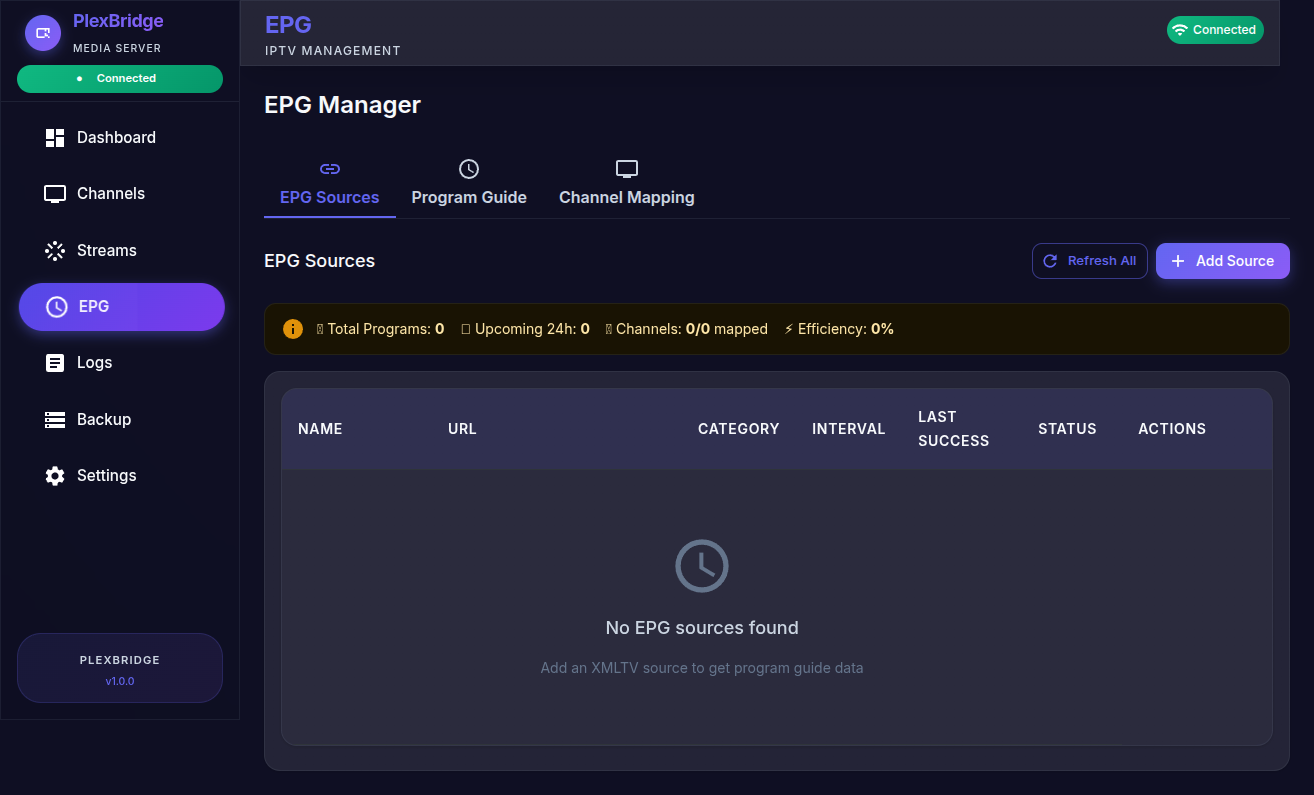 PlexBridge
MEDIA SERVER
Connected
Dashboard
Channels
Streams
EPG
Logs
Backup
Settings
PLEXBRIDGE
v1.0.0
EPG
IPTV MANAGEMENT
Connected
EPG Manager
EPG Sources
Program Guide
Channel Mapping
EPG Sources
Refresh All
Add Source
Total Programs: 0 Upcoming 24h: 0 Channels: 0/0 mapped ⚡ Efficiency: 0%
NAME URL CATEGORY INTERVAL LAST SUCCESS STATUS ACTIONS
No EPG sources found
Add an XMLTV source to get program guide data